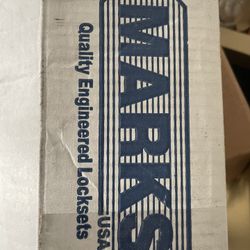 MARKS
USA
Quality Engineered Locksets